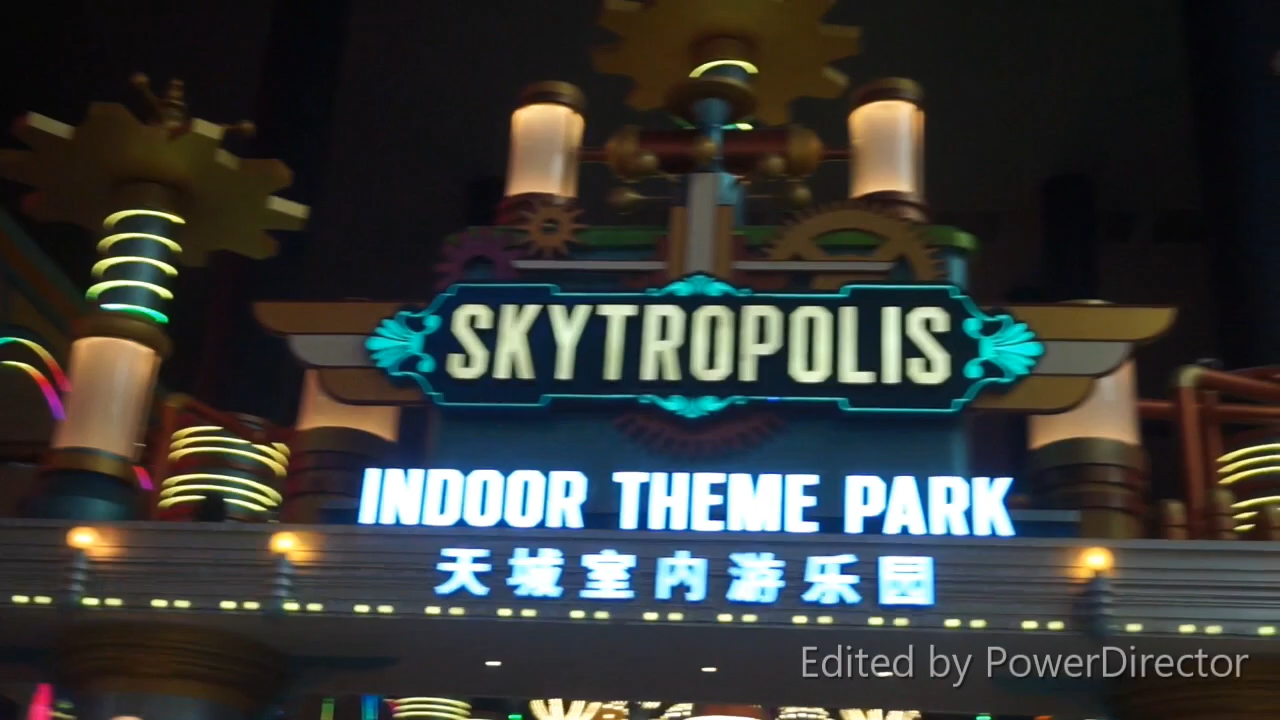 SKYTROPOLIS
INDOOR THEME PARK
天城室内游乐园
Edited by PowerDirector